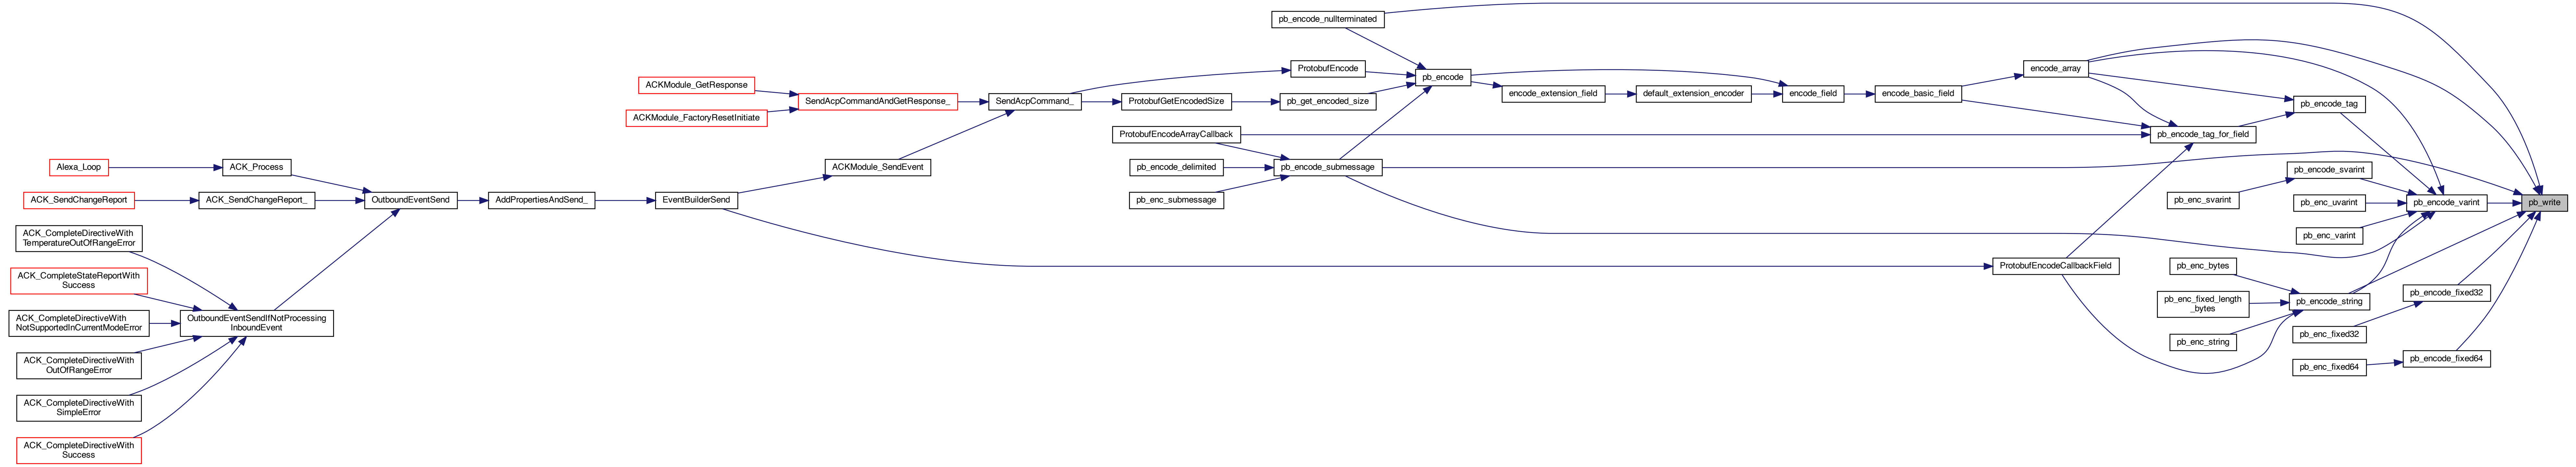 pb_encode_nullterminated
ProtobufEncode
encode_array
pb_encode
ACKModule_GetResponse
SendAcpCommandAndGetResponse_
SendAcpCommand_
ProtobufGetEncodedSize
pb_get_encoded_size
encode_extension_field
default_extension_encoder
encode_field
encode_basic_field
pb_encode_tag
ACKModule_FactoryResetInitiate
ProtobufEncodeArrayCallback
pb_encode_tag_for_field
Alexa_Loop
ACK_Process
ACKModule_SendEvent
pb_encode_delimited
pb_encode_submessage
pb_encode_svarint
ACK_SendChangeReport
ACK_SendChangeReport_
OutboundEventSend
AddPropertiesAndSend_
EventBuilderSend
pb_enc_submessage
pb_enc_svarint
pb_enc_uvarint
pb_encode_varint
pb_write
ACK_CompleteDirectiveWith
TemperatureOutOfRangeError
pb_enc_varint
ACK_CompleteStateReportWith
Success
ProtobufEncodeCallbackField
pb_enc_bytes
pb_encode_fixed32
pb_enc_fixed_length
_bytes
pb_encode_string
ACK_CompleteDirectiveWith
NotSupportedInCurrentModeError
OutboundEventSendIfNotProcessing
InboundEvent
pb_enc_string
pb_enc_fixed32
ACK_CompleteDirectiveWith
OutOfRangeError
pb_enc_fixed64
pb_encode_fixed64
ACK_CompleteDirectiveWith
SimpleError
ACK_CompleteDirectiveWith
Success